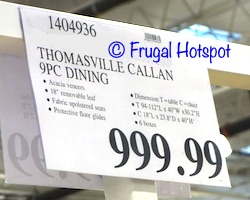 1404936
© Frugal Hotspot
THOMASVILLE CALLAN
9PC DINING
• Acacia veneers
• 18" removable leaf
• Fabric upholstered seats
• Protective floor glides
• Dimension T=table C=chair
• T 94-112"L x 40"W x30.2"H
• C 18"L x 23.8"D x 40"H
• 6 boxes
999.99